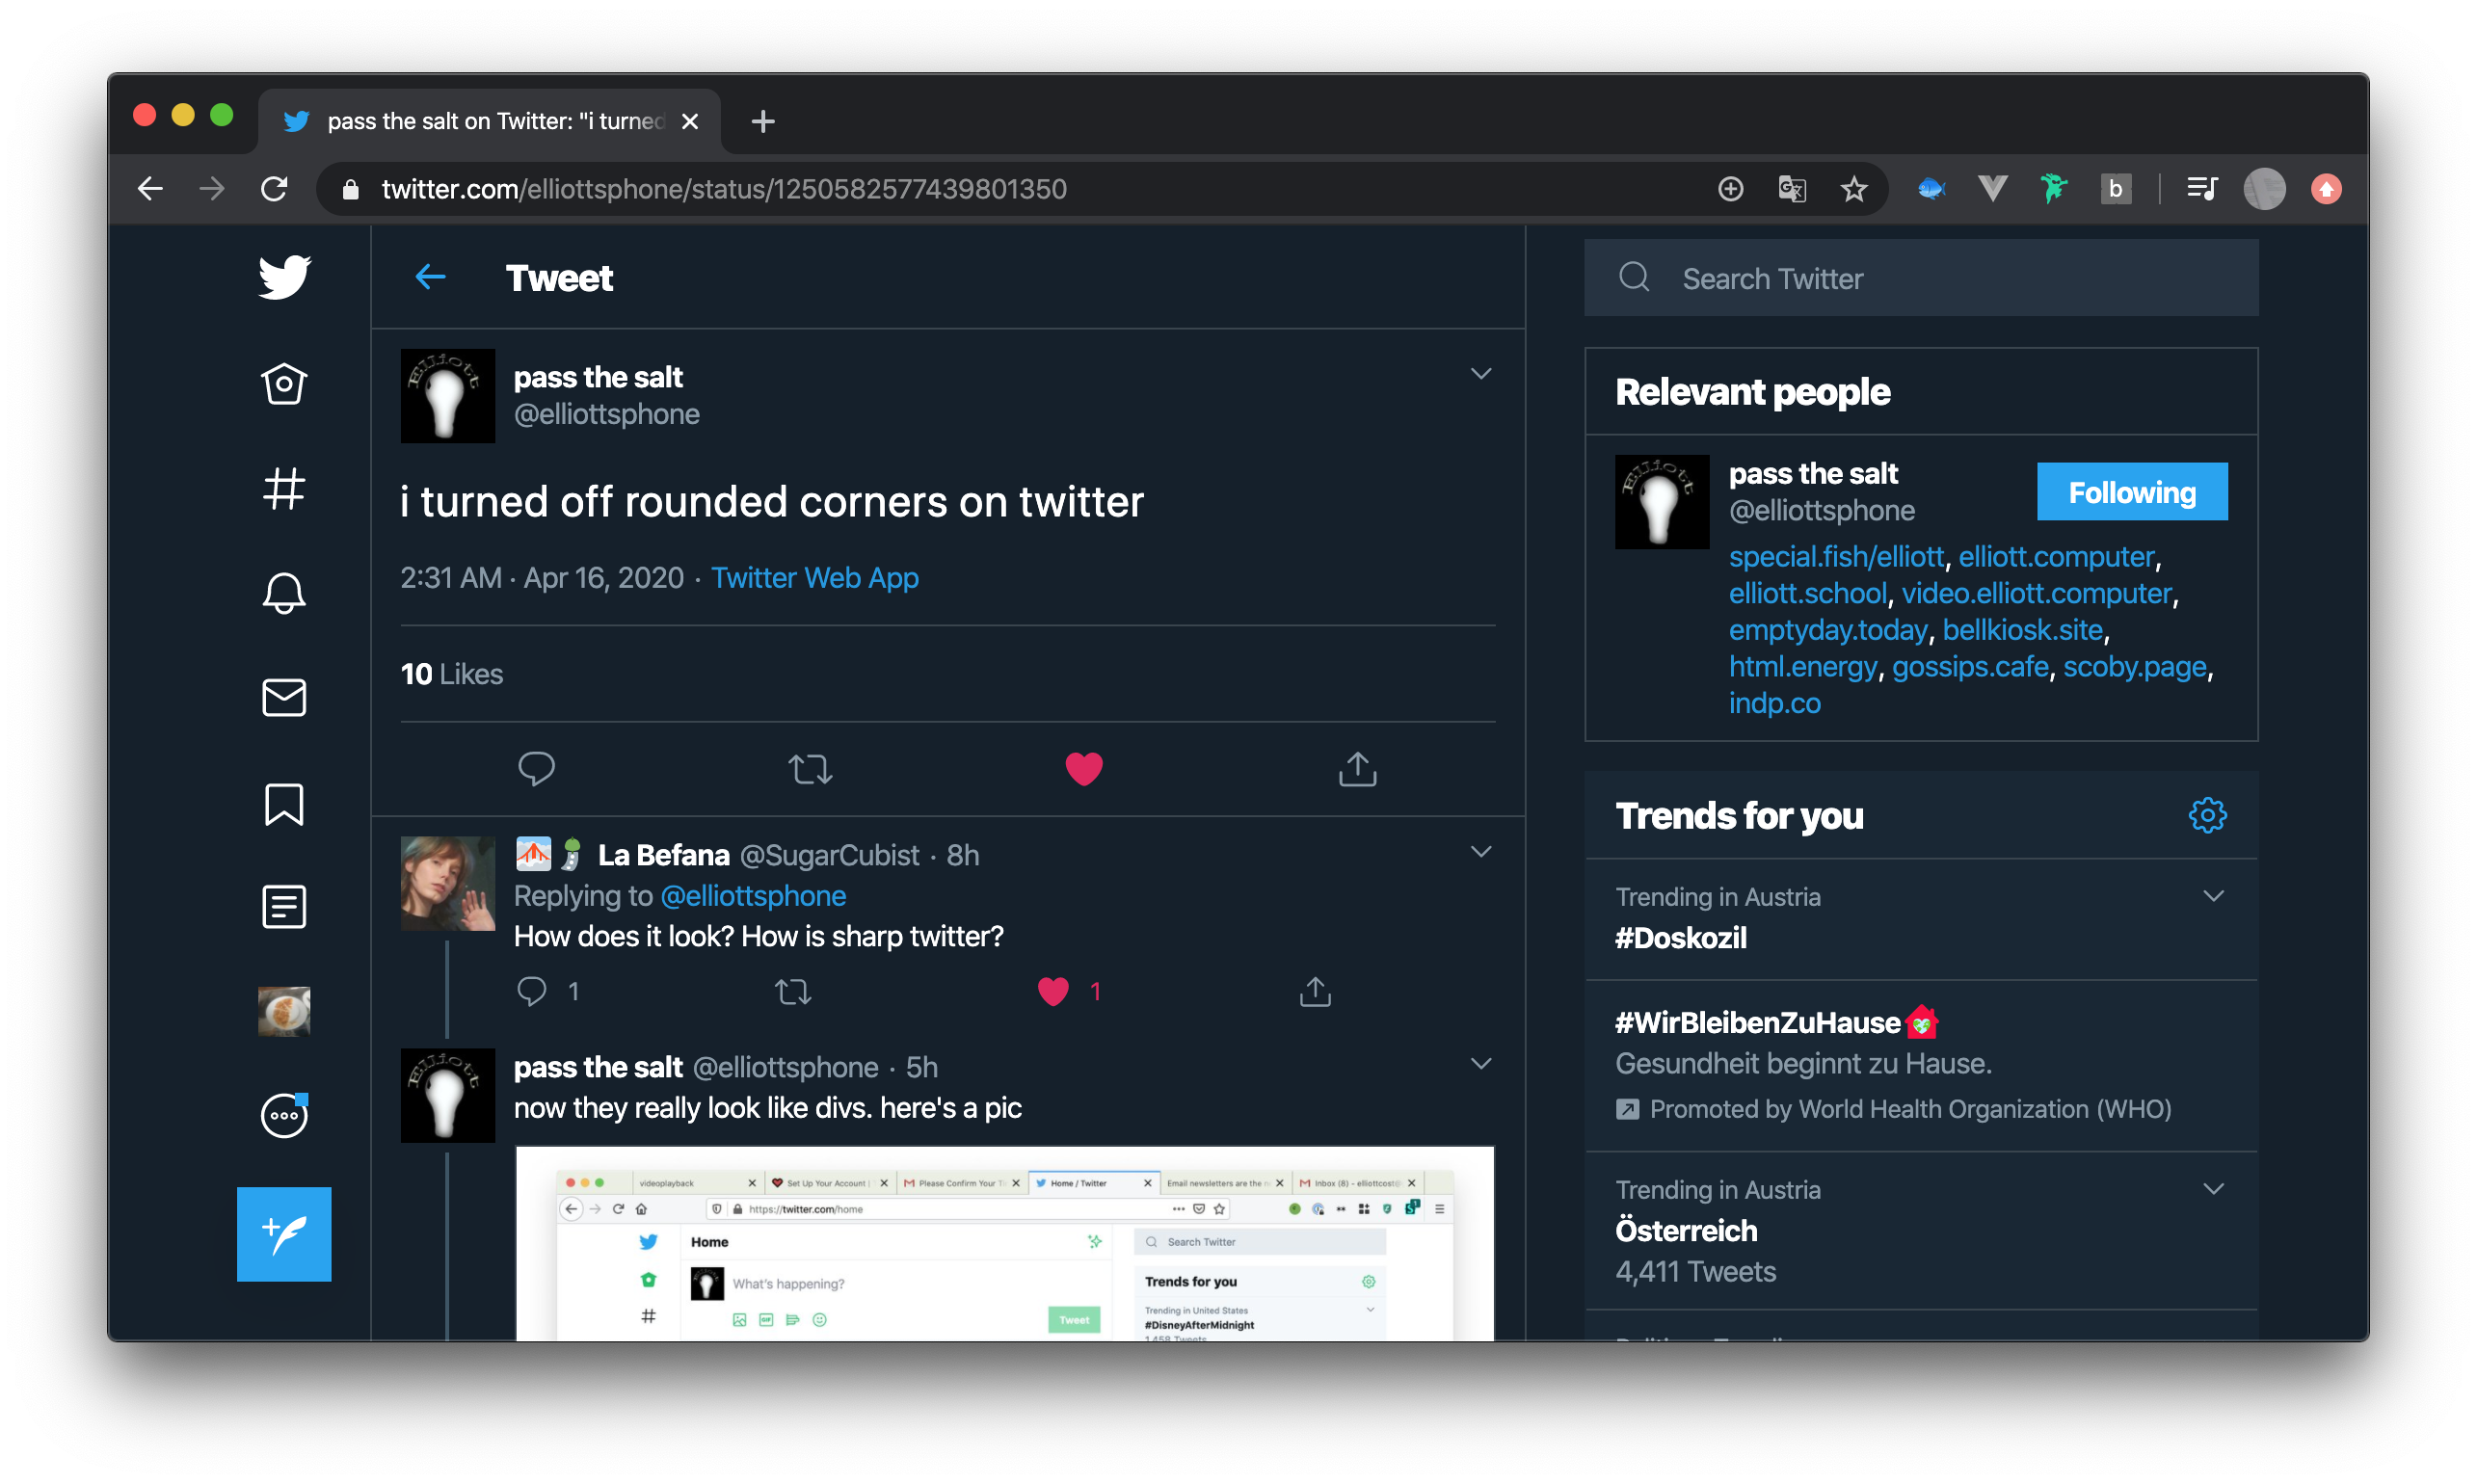 pass the salt on Twitter: "i turned
twitter.com/elliottsphone/status/1250582577439801350
b
Tweet
Elliott
pass the salt
@elliottsphone
i turned off rounded corners on twitter
2:31 AM · Apr 16, 2020 · Twitter Web App
10 Likes
La Befana @SugarCubist · 8h
Replying to @elliottsphone
How does it look? How is sharp twitter?
1
1
Elliott
pass the salt @elliottsphone · 5h
now they really look like divs. here's a pic
videoplayback
Set Up Your Account |
Please Confirm Your
Home / Twitter
Email newsletters are the
Inbox (8) – elliottcost@
https://twitter.com/home
Home
Search Twitter
What's happening?
GIF
Tweet
Trends for you
Trending in United States
#DisneyAfterMidnight
1,458 Tweets
Search Twitter
Relevant people
Elliott
pass the salt
@elliottsphone
Following
special.fish/elliott, elliott.computer,
elliott.school, video.elliott.computer,
emptyday.today, bellkiosk.site,
html.energy, gossips.cafe, scoby.page,
indp.co
Trends for you
Trending in Austria
#Doskozil
#WirBleibenZuHause
Gesundheit beginnt zu Hause.
Promoted by World Health Organization (WHO)
Trending in Austria
Österreich
4,411 Tweets